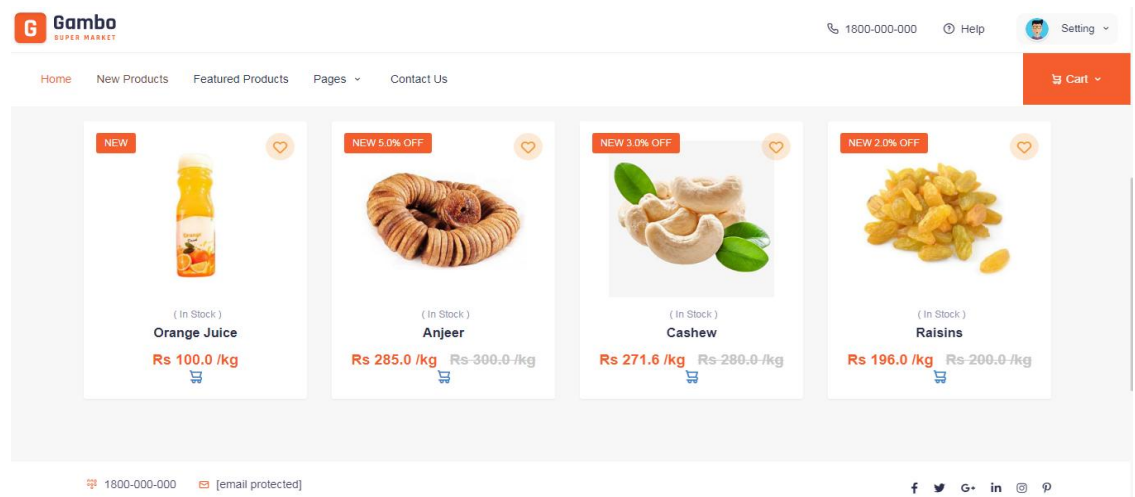 G Gambo
SUPER MARKET
1800-000-000 Help Setting
Home New Products Featured Products Pages Contact Us Cart
NEW NEW 5.0% OFF NEW 3.0% OFF NEW 2.0% OFF
Orange
( In Stock ) ( In Stock ) ( In Stock ) ( In Stock )
Orange Juice Anjeer Cashew Raisins
Rs 100.0 /kg Rs 285.0 /kg Rs 300.0 /kg Rs 271.6 /kg Rs 280.0 /kg Rs 196.0 /kg Rs 200.0 /kg
1800-000-000 [email protected]